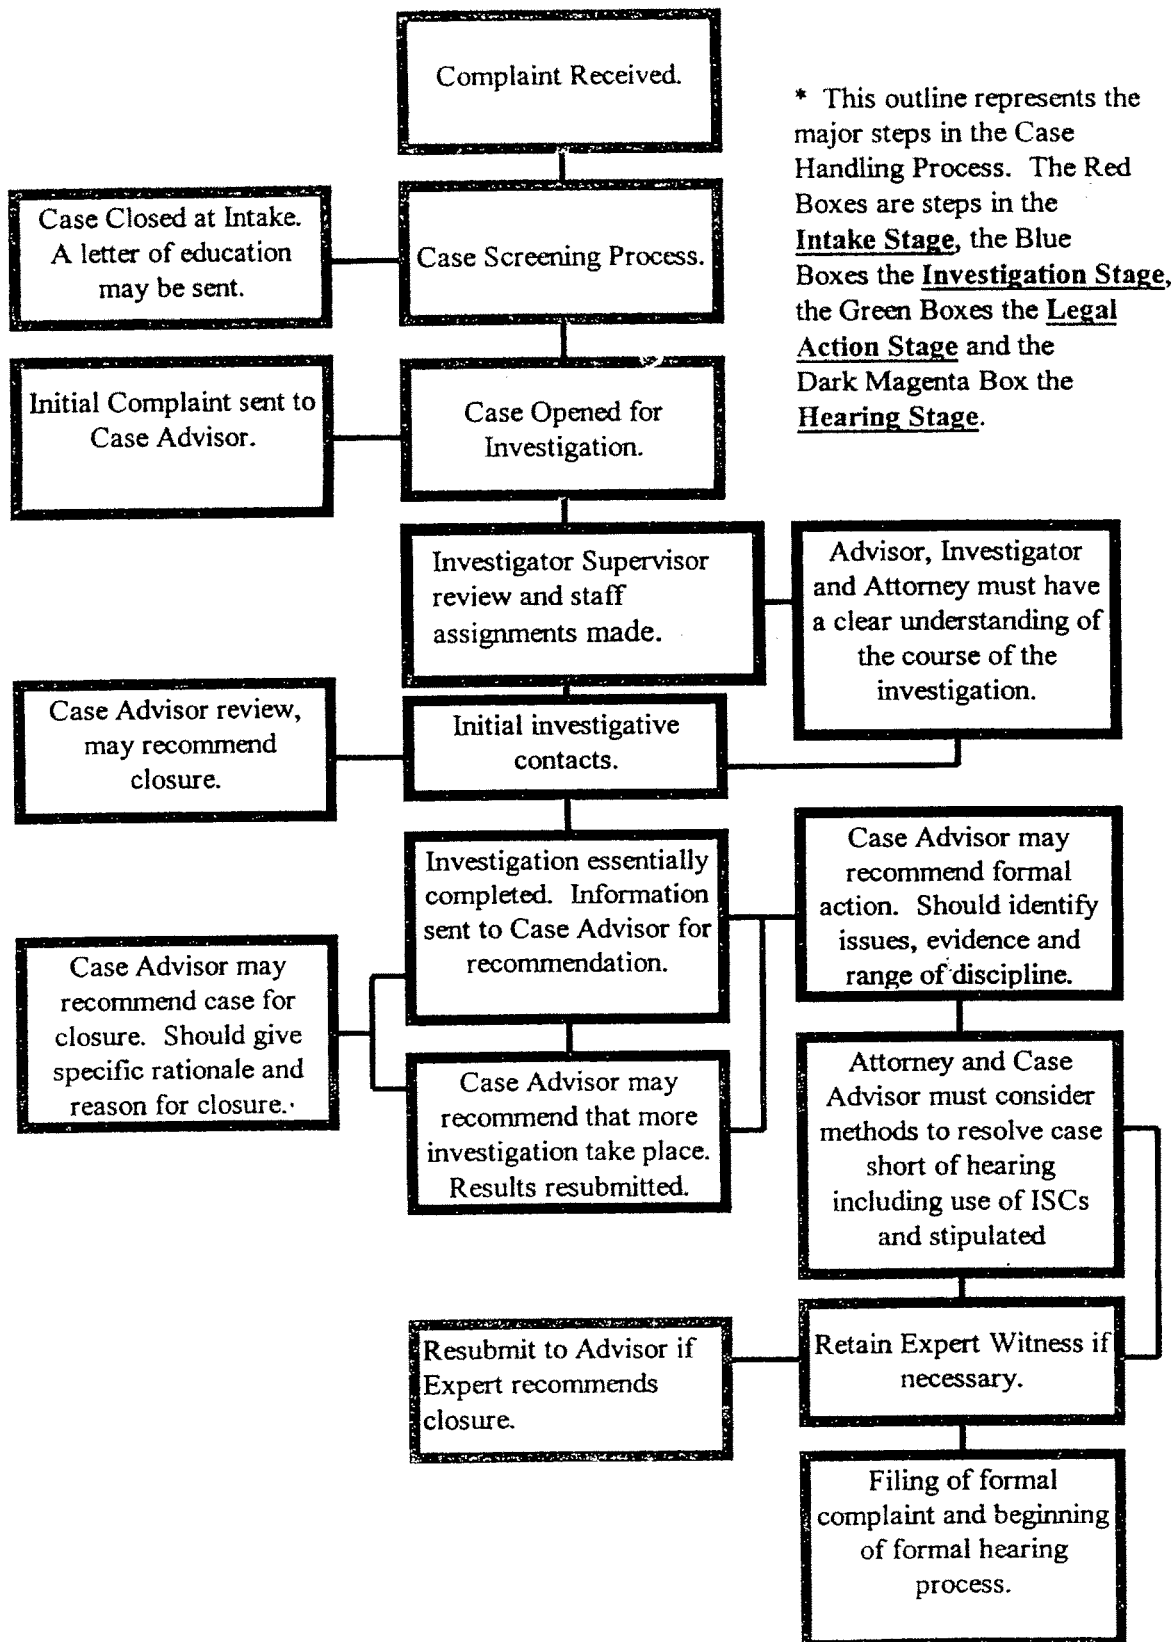 Complaint Received.
* This outline represents the
major steps in the Case
Handling Process. The Red
Boxes are steps in the
Intake Stage, the Blue
Boxes the Investigation Stage,
the Green Boxes the Legal
Action Stage and the
Dark Magenta Box the
Hearing Stage.
Case Closed at Intake.
A letter of education
may be sent.
Case Screening Process.
Initial Complaint sent to
Case Advisor.
Case Opened for
Investigation.
Investigator Supervisor
review and staff
assignments made.
Advisor, Investigator
and Attorney must have
a clear understanding of
the course of the
investigation.
Case Advisor review,
may recommend
closure.
Initial investigative
contacts.
Investigation essentially
completed. Information
sent to Case Advisor for
recommendation.
Case Advisor may
recommend formal
action. Should identify
issues, evidence and
range of discipline.
Case Advisor may
recommend case for
closure. Should give
specific rationale and
reason for closure.
Case Advisor may
recommend that more
investigation take place.
Results resubmitted.
Attorney and Case
Advisor must consider
methods to resolve case
short of hearing
including use of ISCs
and stipulated
Resubmit to Advisor if
Expert recommends
closure.
Retain Expert Witness if
necessary.
Filing of formal
complaint and beginning
of formal hearing
process.